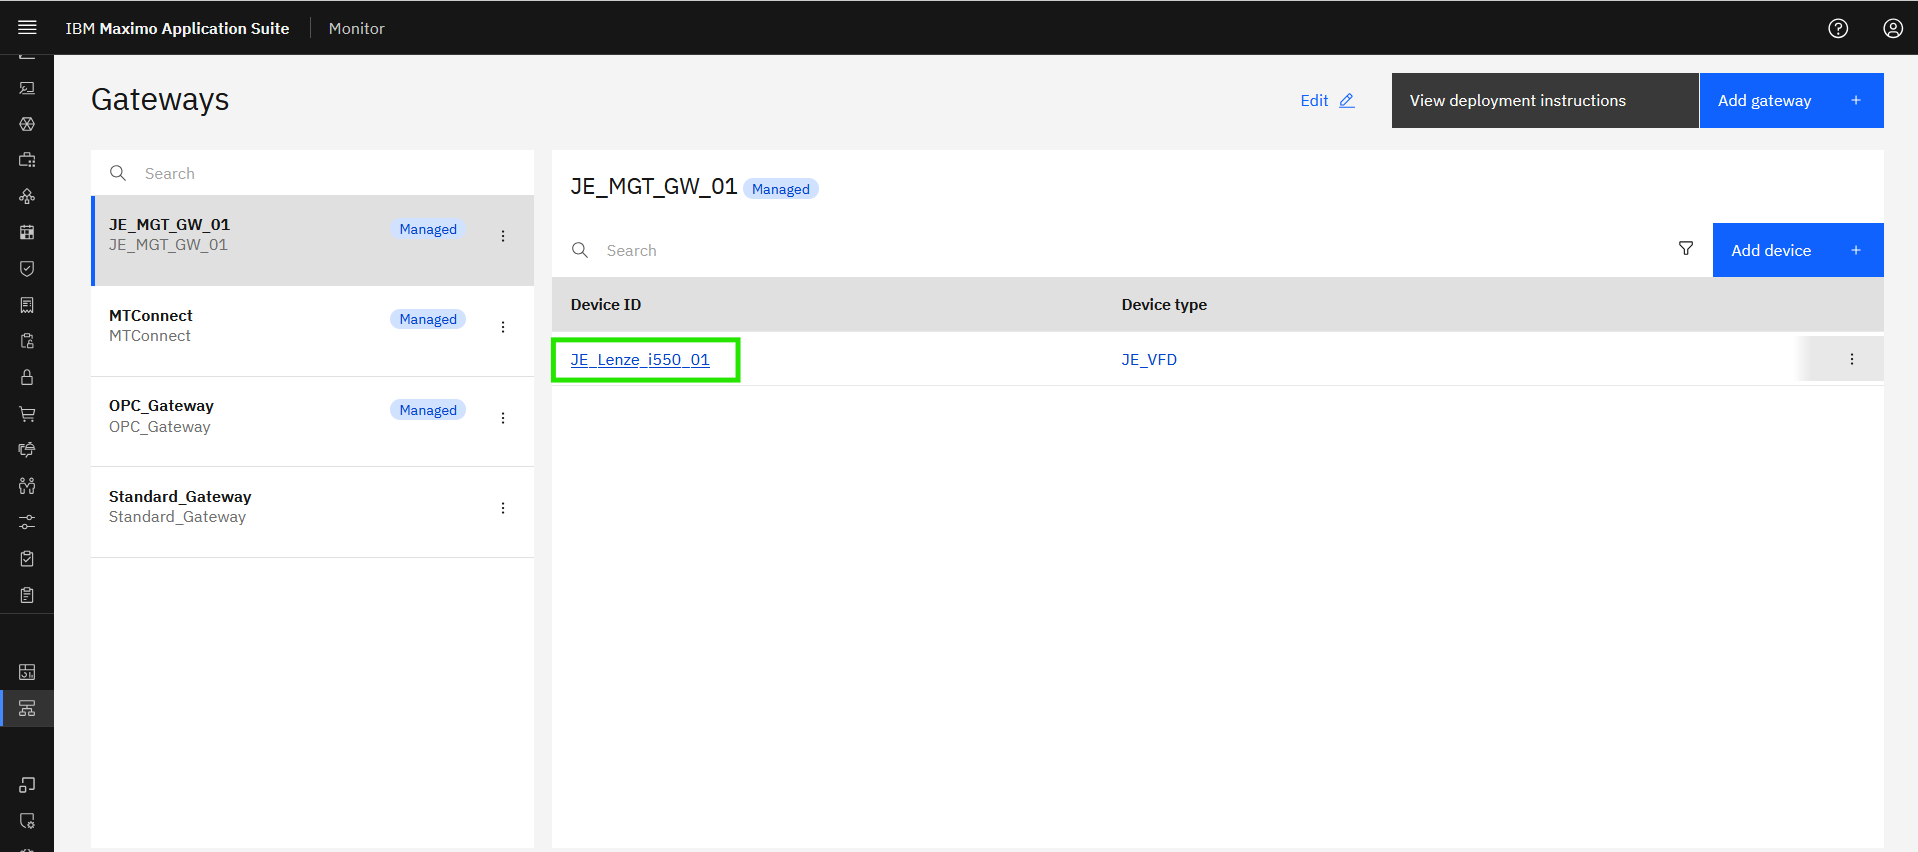 IBM Maximo Application Suite | Monitor
Gateways
Edit
View deployment instructions
Add gateway +
Search
JE_MGT_GW_01 Managed
JE_MGT_GW_01
MTConnect Managed
MTConnect
OPC_Gateway Managed
OPC_Gateway
Standard_Gateway
Standard_Gateway
JE_MGT_GW_01 Managed
Search
Add device +
Device ID Device type
JE_Lenze_i550_01 JE_VFD